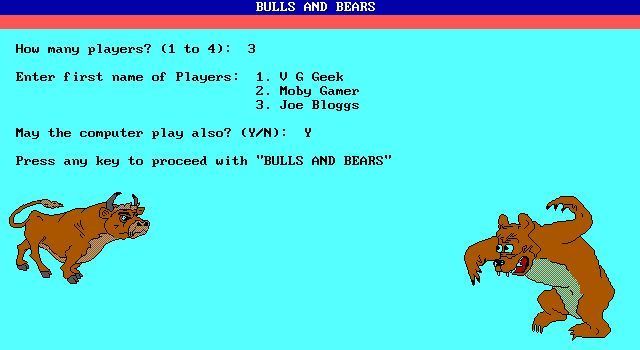 BULLS AND BEARS
How many players? (1 to 4):  3
Enter first name of Players:  1. V G Geek
2. Moby Gamer
3. Joe Bloggs
May the computer play also? (Y/N):  Y
Press any key to proceed with "BULLS AND BEARS"